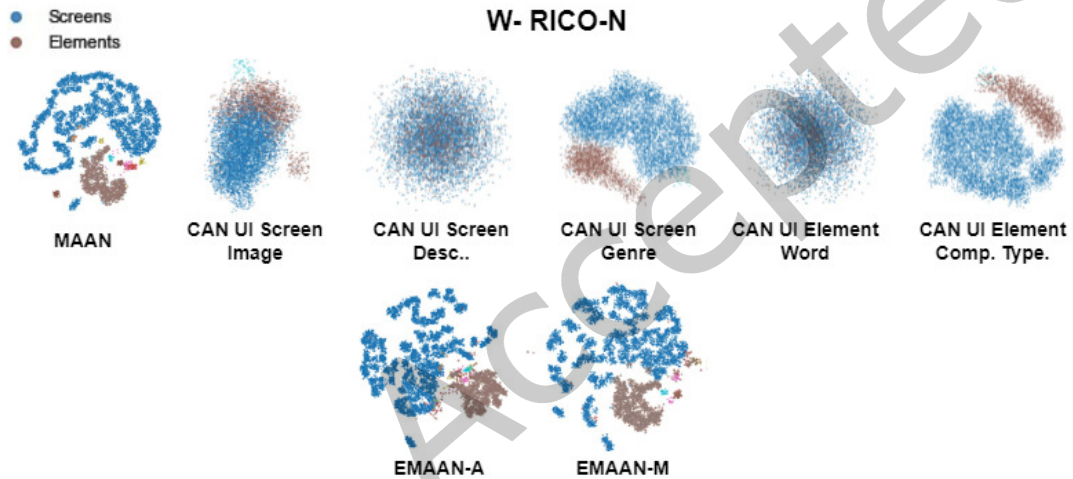 Screens
Elements
W- RICO-N
MAAN
CAN UI Screen
Image
CAN UI Screen
Desc..
CAN UI Screen
Genre
CAN UI Element
Word
CAN UI Element
Comp. Type.
EMAAN-A
EMAAN-M
Accepte